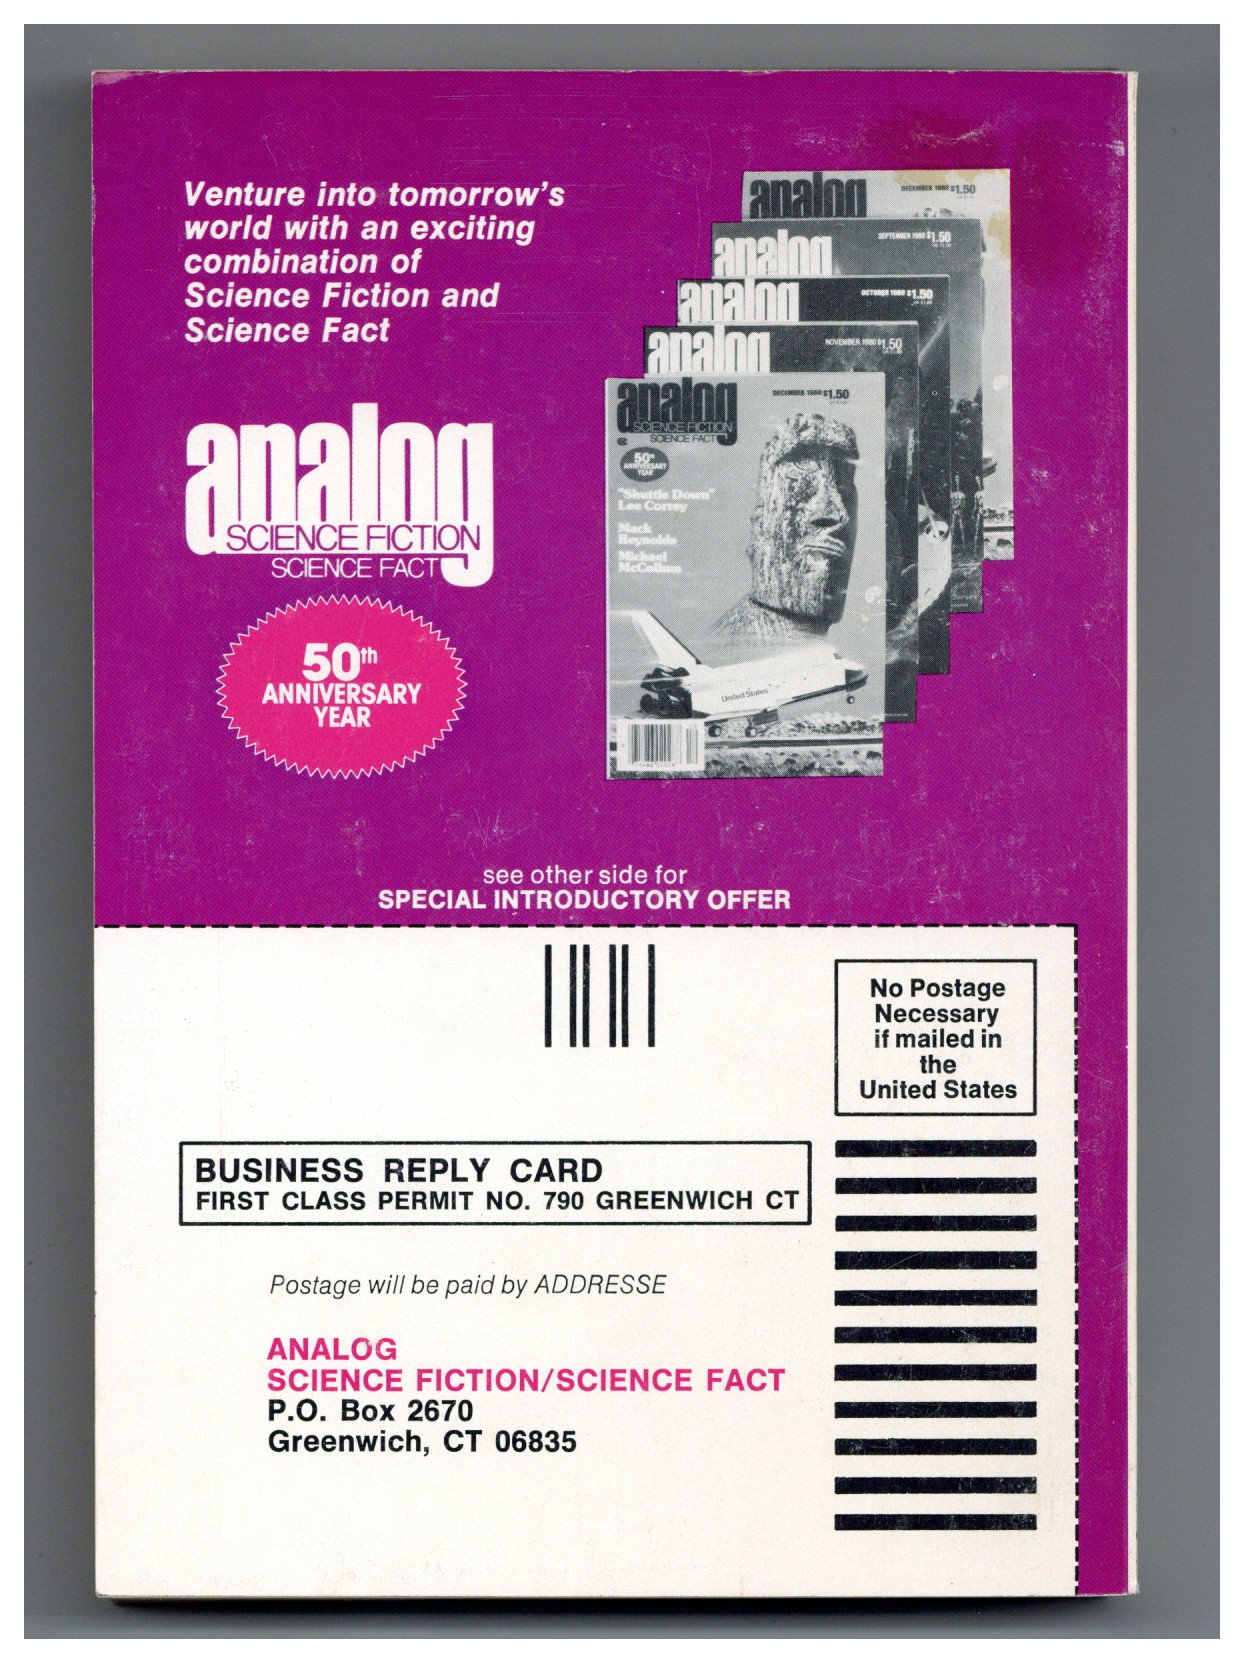 Venture into tomorrow's
world with an exciting
combination of
Science Fiction and
Science Fact
analog
SCIENCE FICTION
SCIENCE FACT
50th
ANNIVERSARY
YEAR
analog
DECEMBER 1980 $1.50
analog
SEPTEMBER 1980 $1.50
analog
OCTOBER 1980 $1.50
analog
NOVEMBER 1980 $1.50
analog
DECEMBER 1980 $1.50
SCIENCE FICTION
SCIENCE FACT
50th
ANNIVERSARY
YEAR
"Shuttle Down"
Lee Correy
Mack
Reynolds
Michael
McCollum
United States
see other side for
SPECIAL INTRODUCTORY OFFER
No Postage
Necessary
if mailed in
the
United States
BUSINESS REPLY CARD
FIRST CLASS PERMIT NO. 790 GREENWICH CT
Postage will be paid by ADDRESSE
ANALOG
SCIENCE FICTION/SCIENCE FACT
P.O. Box 2670
Greenwich, CT 06835